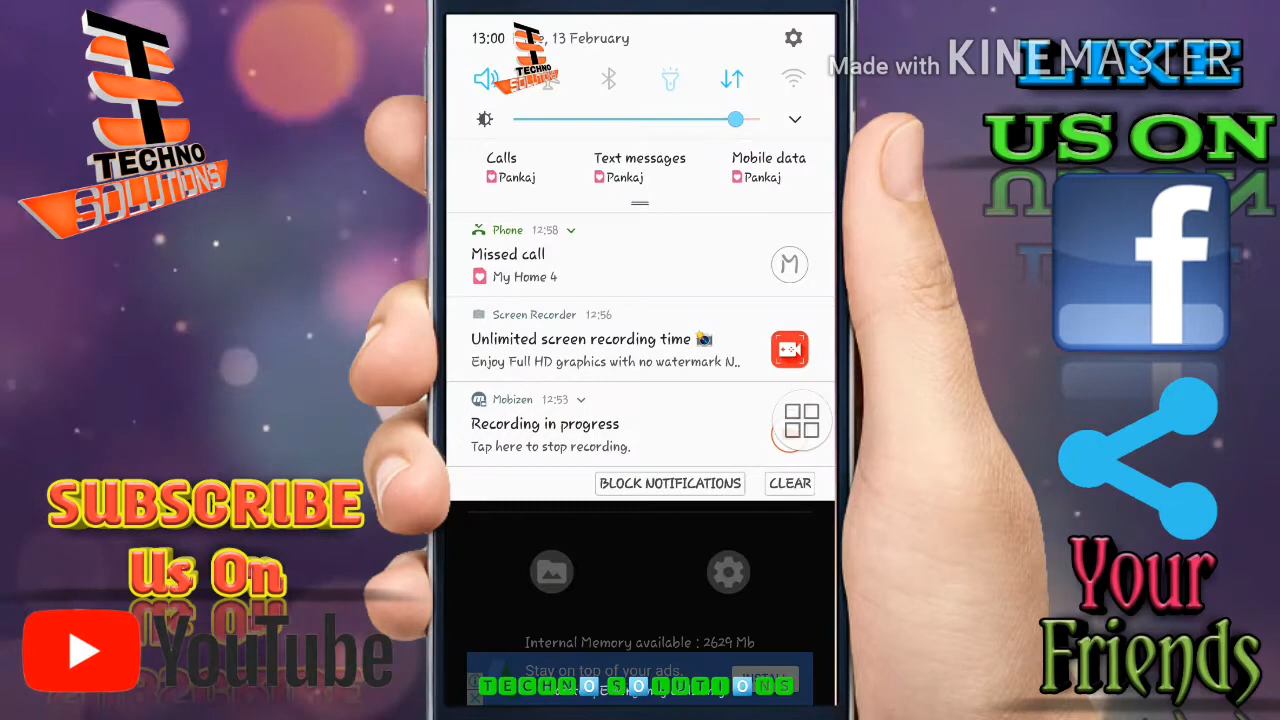 TECHNO
SOLUTIONS
13:00
13 February
TECHNO
SOLUTIONS
Made with KINEMASTER
LIKE
US ON
Calls
Pankaj
Text messages
Pankaj
Mobile data
Pankaj
Phone 12:58
Missed call
My Home 4
M
Screen Recorder 12:56
Unlimited screen recording time
Enjoy Full HD graphics with no watermark N..
Mobizen 12:53
Recording in progress
Tap here to stop recording.
BLOCK NOTIFICATIONS
CLEAR
SUBSCRIBE
Us On
YouTube
Your
Friends
Internal Memory available : 2629 Mb
Stay on top of your ads.
INSTALL
TECHNO SOLUTIONS